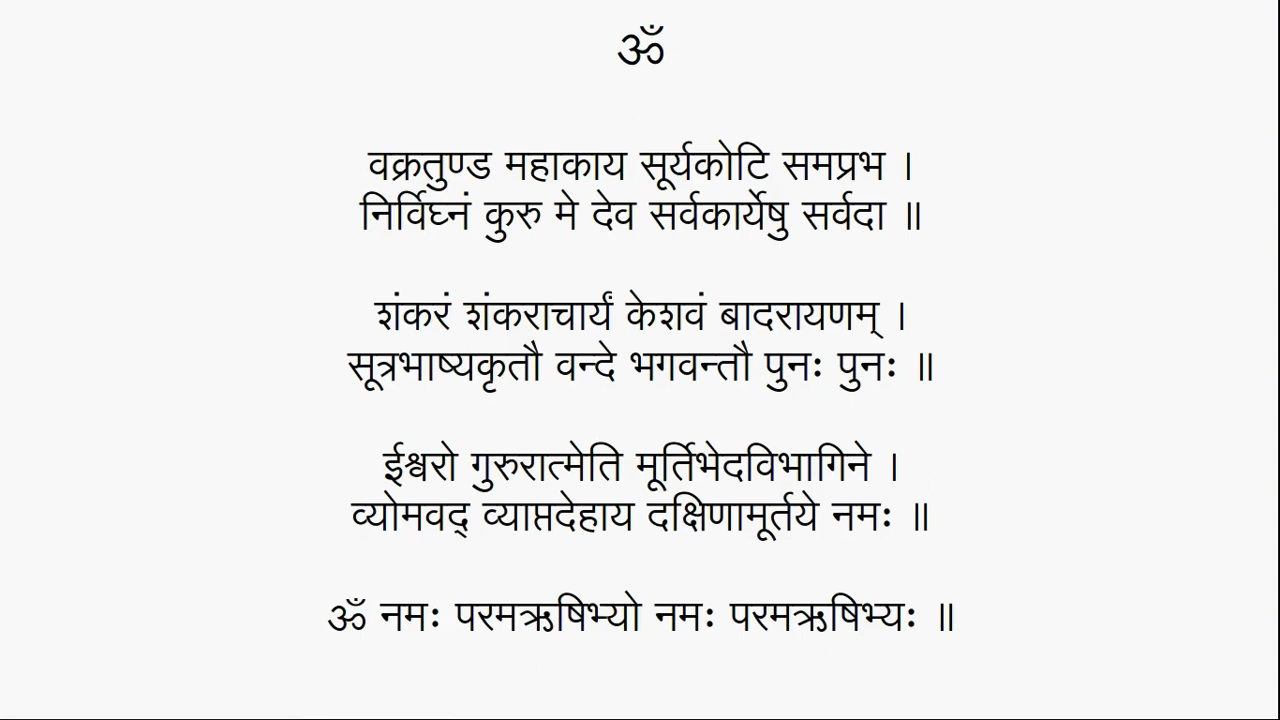 ॐ
वक्रतुण्ड महाकाय सूर्यकोटि समप्रभ ।
निर्विघ्नं कुरु मे देव सर्वकार्येषु सर्वदा ॥
शंकरं शंकराचार्यं केशवं बादरायणम् ।
सूत्रभाष्यकृतौ वन्दे भगवन्तौ पुनः पुनः ॥
ईश्वरो गुरुरात्मेति मूर्तिभेदविभागिने ।
व्योमवद् व्याप्तदेहाय दक्षिणामूर्तये नमः ॥
ॐ नमः परमऋषिभ्यो नमः परमऋषिभ्यः ॥